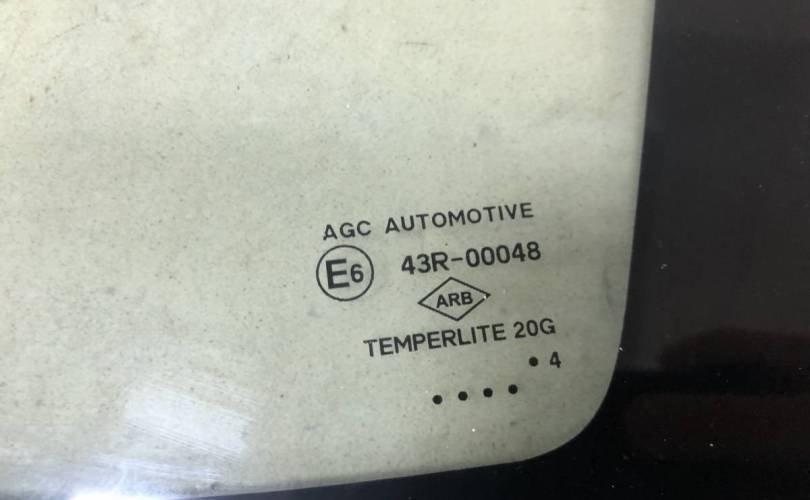 AGC AUTOMOTIVE
E6 43R-00048
ARB
TEMPERLITE 20G
• 4
• • • •